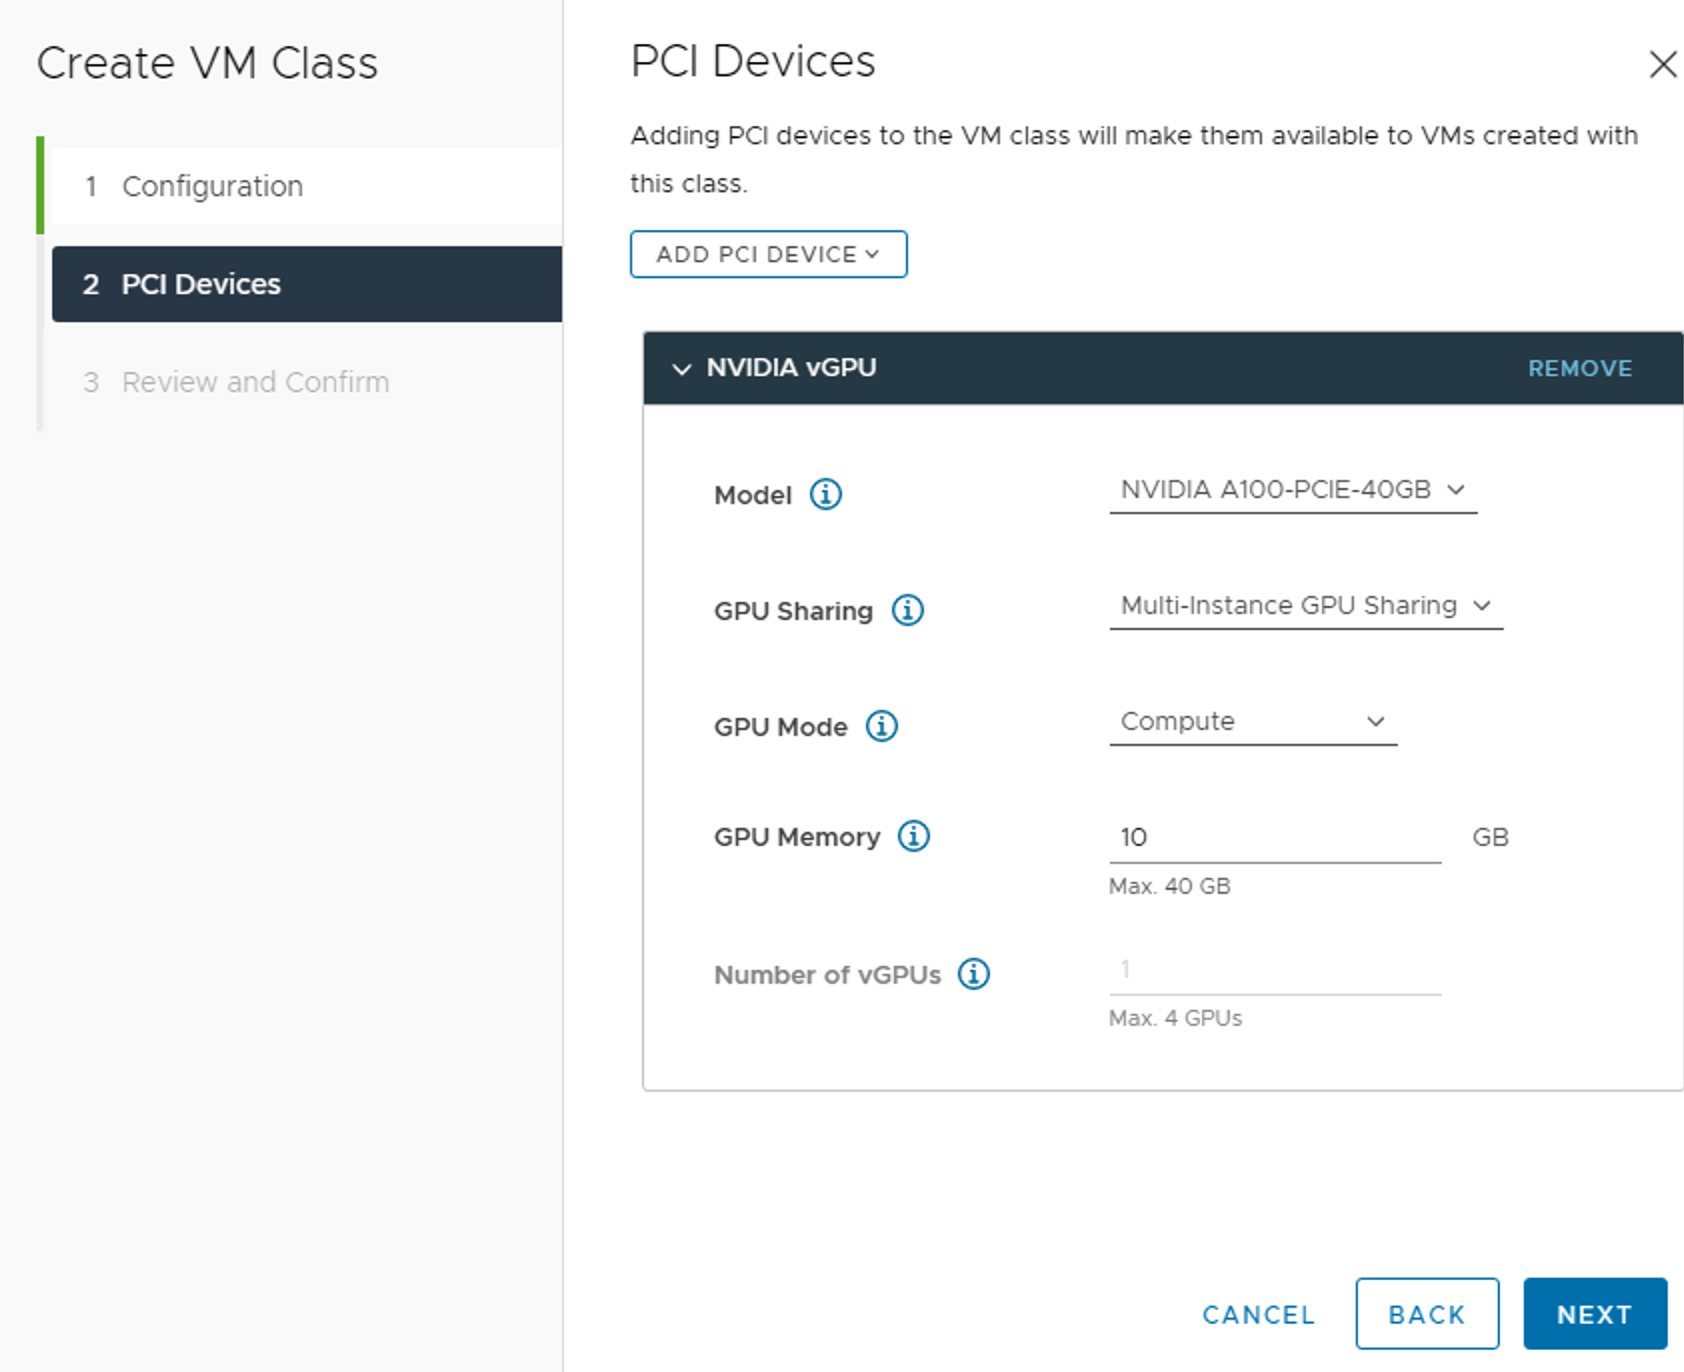 Create VM Class
1 Configuration
2 PCI Devices
3 Review and Confirm
PCI Devices
Adding PCI devices to the VM class will make them available to VMs created with
this class.
ADD PCI DEVICE
NVIDIA vGPU REMOVE
Model NVIDIA A100-PCIE-40GB
GPU Sharing Multi-Instance GPU Sharing
GPU Mode Compute
GPU Memory 10 GB
Max. 40 GB
Number of vGPUs 1
Max. 4 GPUs
CANCEL BACK NEXT